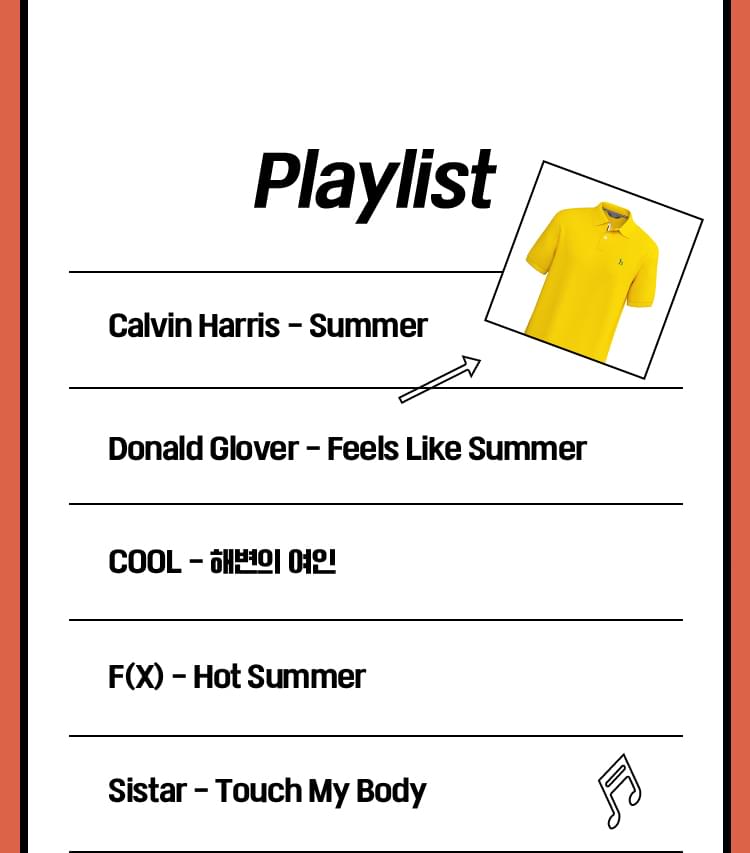 Playlist
Calvin Harris – Summer
Donald Glover – Feels Like Summer
COOL – 해변의 여인
F(X) – Hot Summer
Sistar – Touch My Body